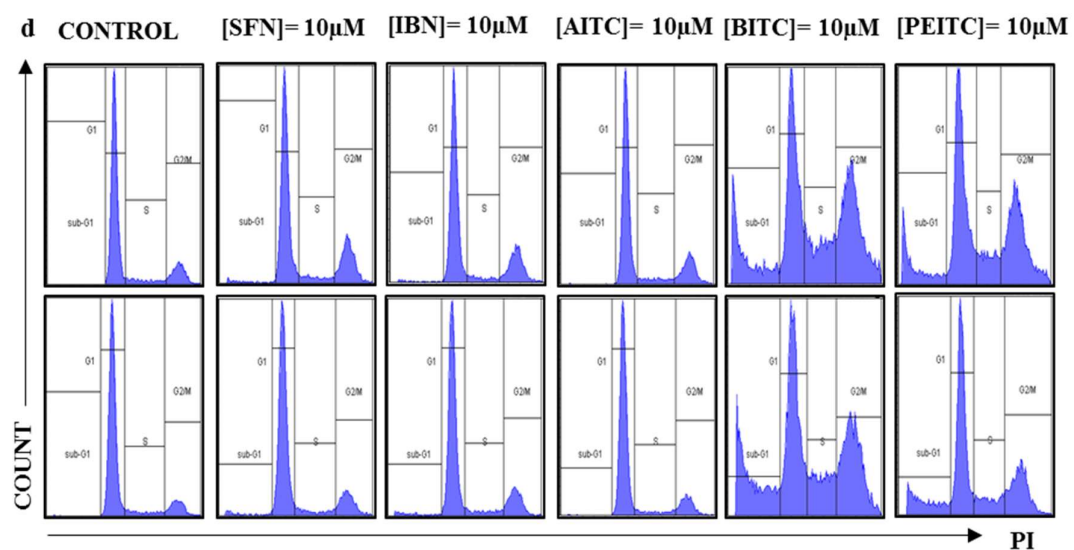 d CONTROL [SFN]= 10µM [IBN]= 10µM [AITC]= 10µM [BITC]= 10µM [PEITC]= 10µM
G1 G1 G1 G1 G1 G1
G2/M G2/M G2/M G2/M G2/M G2/M
S S S S S S
sub-G1 sub-G1 sub-G1 sub-G1 sub-G1 sub-G1
G1 G1 G1 G1 G1 G1
G2/M G2/M G2/M G2/M G2/M G2/M
S S S S S S
sub-G1 sub-G1 sub-G1 sub-G1 sub-G1 sub-G1
COUNT
PI